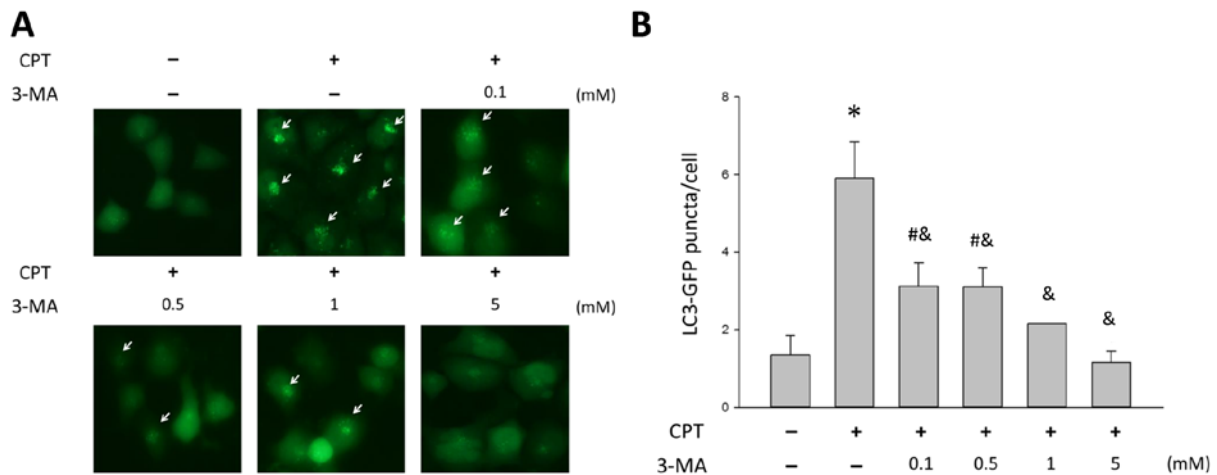 A
CPT − + +
3-MA − − 0.1 (mM)
CPT + + +
3-MA 0.5 1 5 (mM)
B
LC3-GFP puncta/cell
8
6
4
2
0
*
#&
#&
&
&
CPT − + + + + +
3-MA − − 0.1 0.5 1 5 (mM)